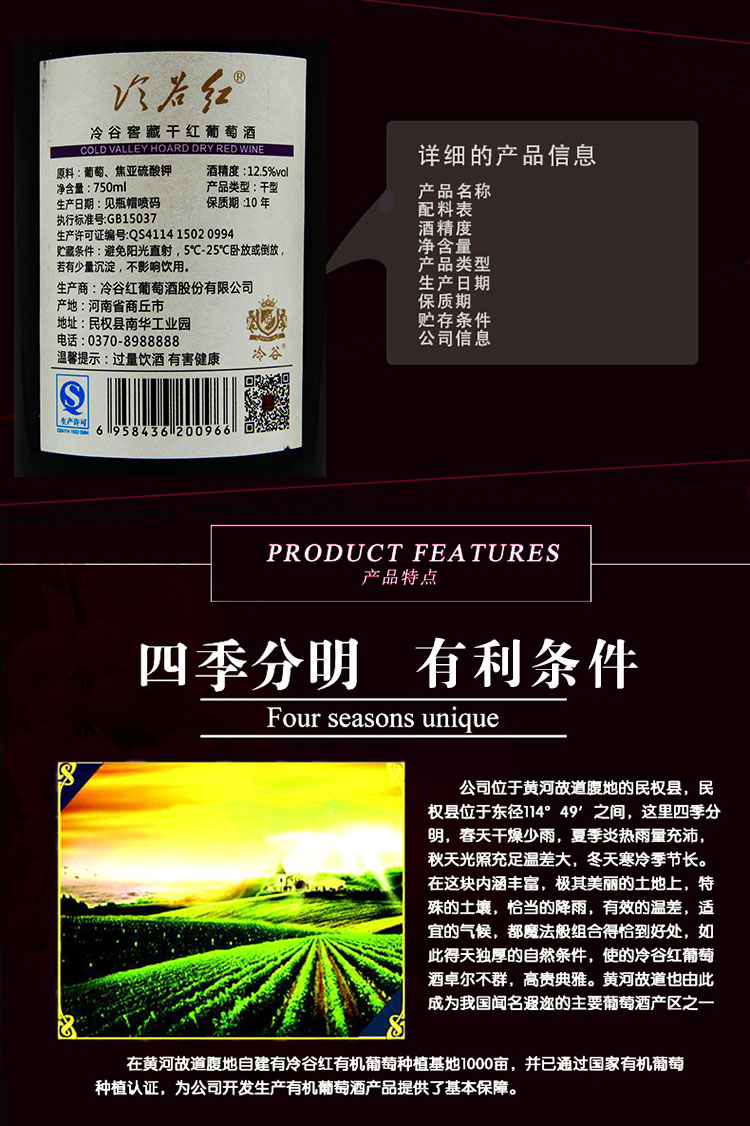 冷谷红®
冷谷窖藏干红葡萄酒
COLD VALLEY HOARD DRY RED WINE
原料：葡萄、焦亚硫酸钾 酒精度：12.5%vol
净含量：750ml 产品类型：干型
生产日期：见瓶帽喷码 保质期：10年
执行标准号:GB15037
生产许可证编号:QS4114 1502 0994
贮藏条件：避免阳光直射，5℃-25℃卧放或倒放，
若有少量沉淀，不影响饮用。
生产商：冷谷红葡萄酒股份有限公司
产地：河南省商丘市
地址：民权县南华工业园
电话：0370-8988888
温馨提示：过量饮酒 有害健康
冷谷®
生产许可
QS4114 1502 0994
6 958436 200966
详细的产品信息
产品名称
配料表
酒精度
净含量
产品类型
生产日期
保质期
贮存条件
公司信息
PRODUCT FEATURES
产品特点
四季分明 有利条件
Four seasons unique
公司位于黄河故道腹地的民权县，民
权县位于东径114°49′之间，这里四季分
明，春天干燥少雨，夏季炎热雨量充沛，
秋天光照充足温差大，冬天寒冷季节长。
在这块内涵丰富，极其美丽的土地上，特
殊的土壤，恰当的降雨，有效的温差，适
宜的气候，都魔法般组合得恰到好处，如
此得天独厚的自然条件，使的冷谷红葡萄
酒卓尔不群，高贵典雅。黄河故道也由此
成为我国闻名遐迩的主要葡萄酒产区之一
在黄河故道腹地自建有冷谷红有机葡萄种植基地1000亩，并已通过国家有机葡萄
种植认证，为公司开发生产有机葡萄酒产品提供了基本保障。